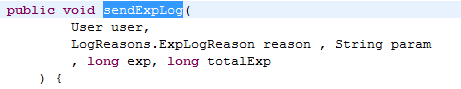 public void sendExpLog(
User user,
LogReasons.ExpLogReason reason , String param
, long exp, long totalExp
) {